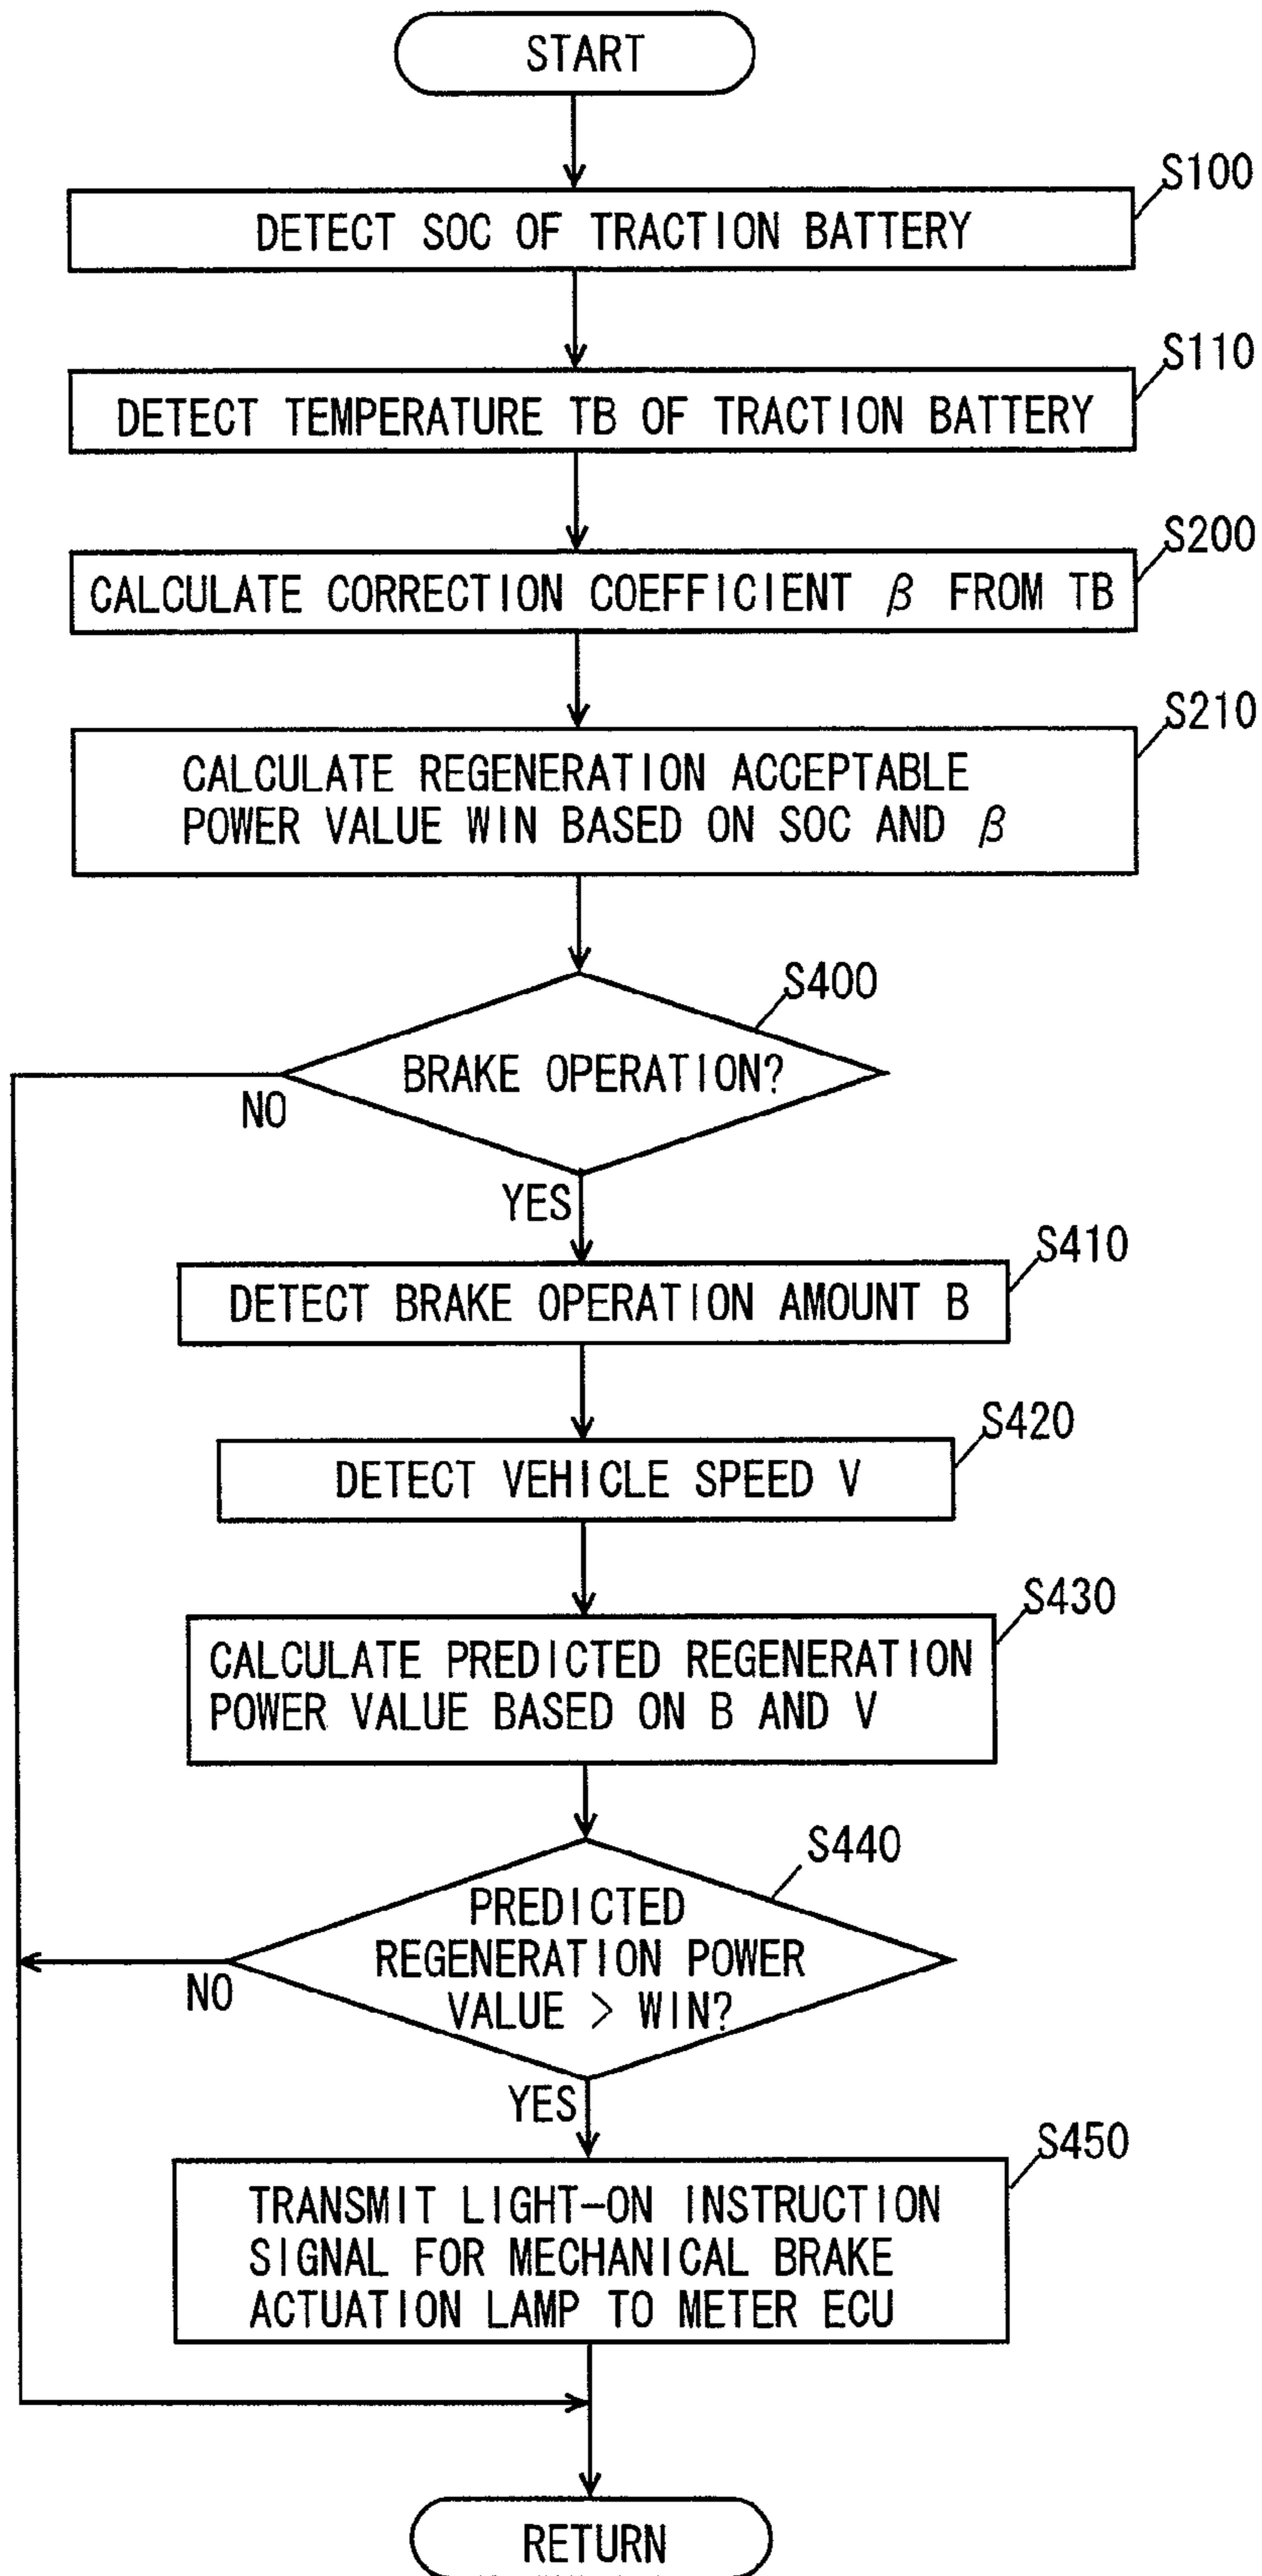 START
S100
DETECT SOC OF TRACTION BATTERY
S110
DETECT TEMPERATURE TB OF TRACTION BATTERY
S200
CALCULATE CORRECTION COEFFICIENT β FROM TB
S210
CALCULATE REGENERATION ACCEPTABLE
POWER VALUE WIN BASED ON SOC AND β
S400
BRAKE OPERATION?
NO
YES
S410
DETECT BRAKE OPERATION AMOUNT B
S420
DETECT VEHICLE SPEED V
S430
CALCULATE PREDICTED REGENERATION
POWER VALUE BASED ON B AND V
S440
PREDICTED
REGENERATION POWER
VALUE > WIN?
NO
YES
S450
TRANSMIT LIGHT-ON INSTRUCTION
SIGNAL FOR MECHANICAL BRAKE
ACTUATION LAMP TO METER ECU
RETURN